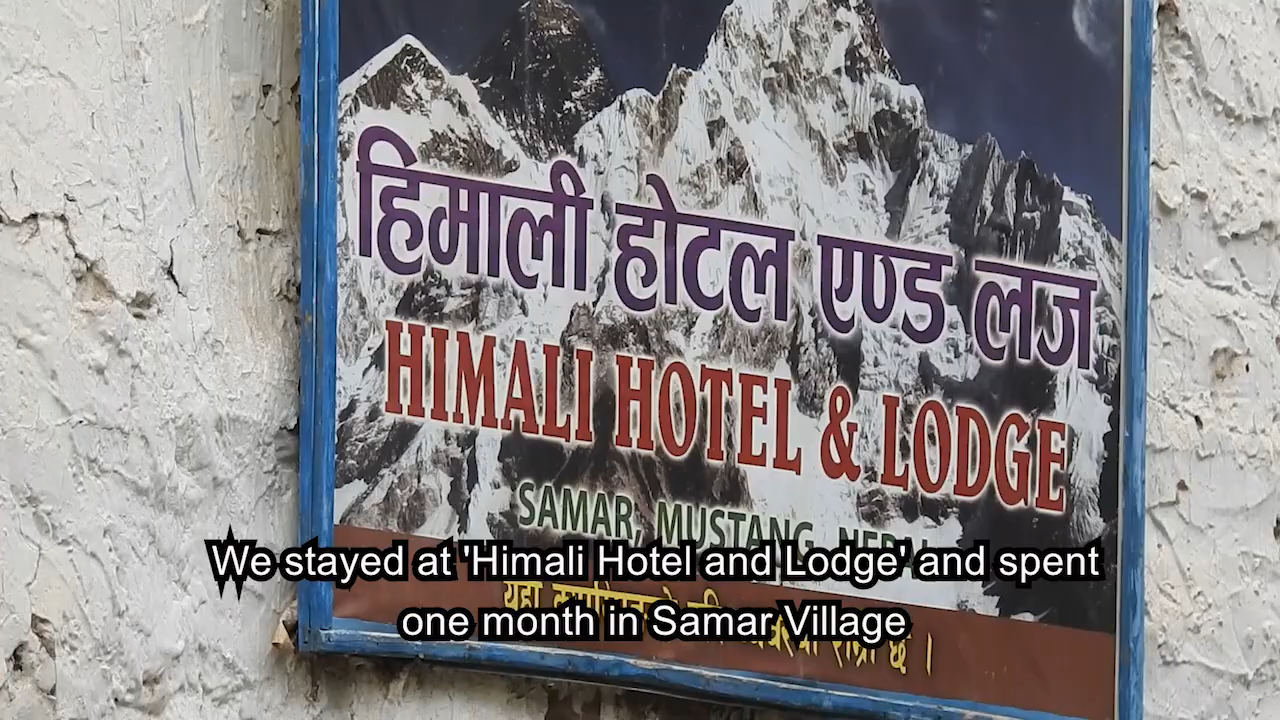 हिमाली होटल एण्ड लज
HIMALI HOTEL & LODGE
SAMAR, MUSTANG,
We stayed at 'Himali Hotel and Lodge' and spent
one month in Samar Village
यहाँ
छ ।